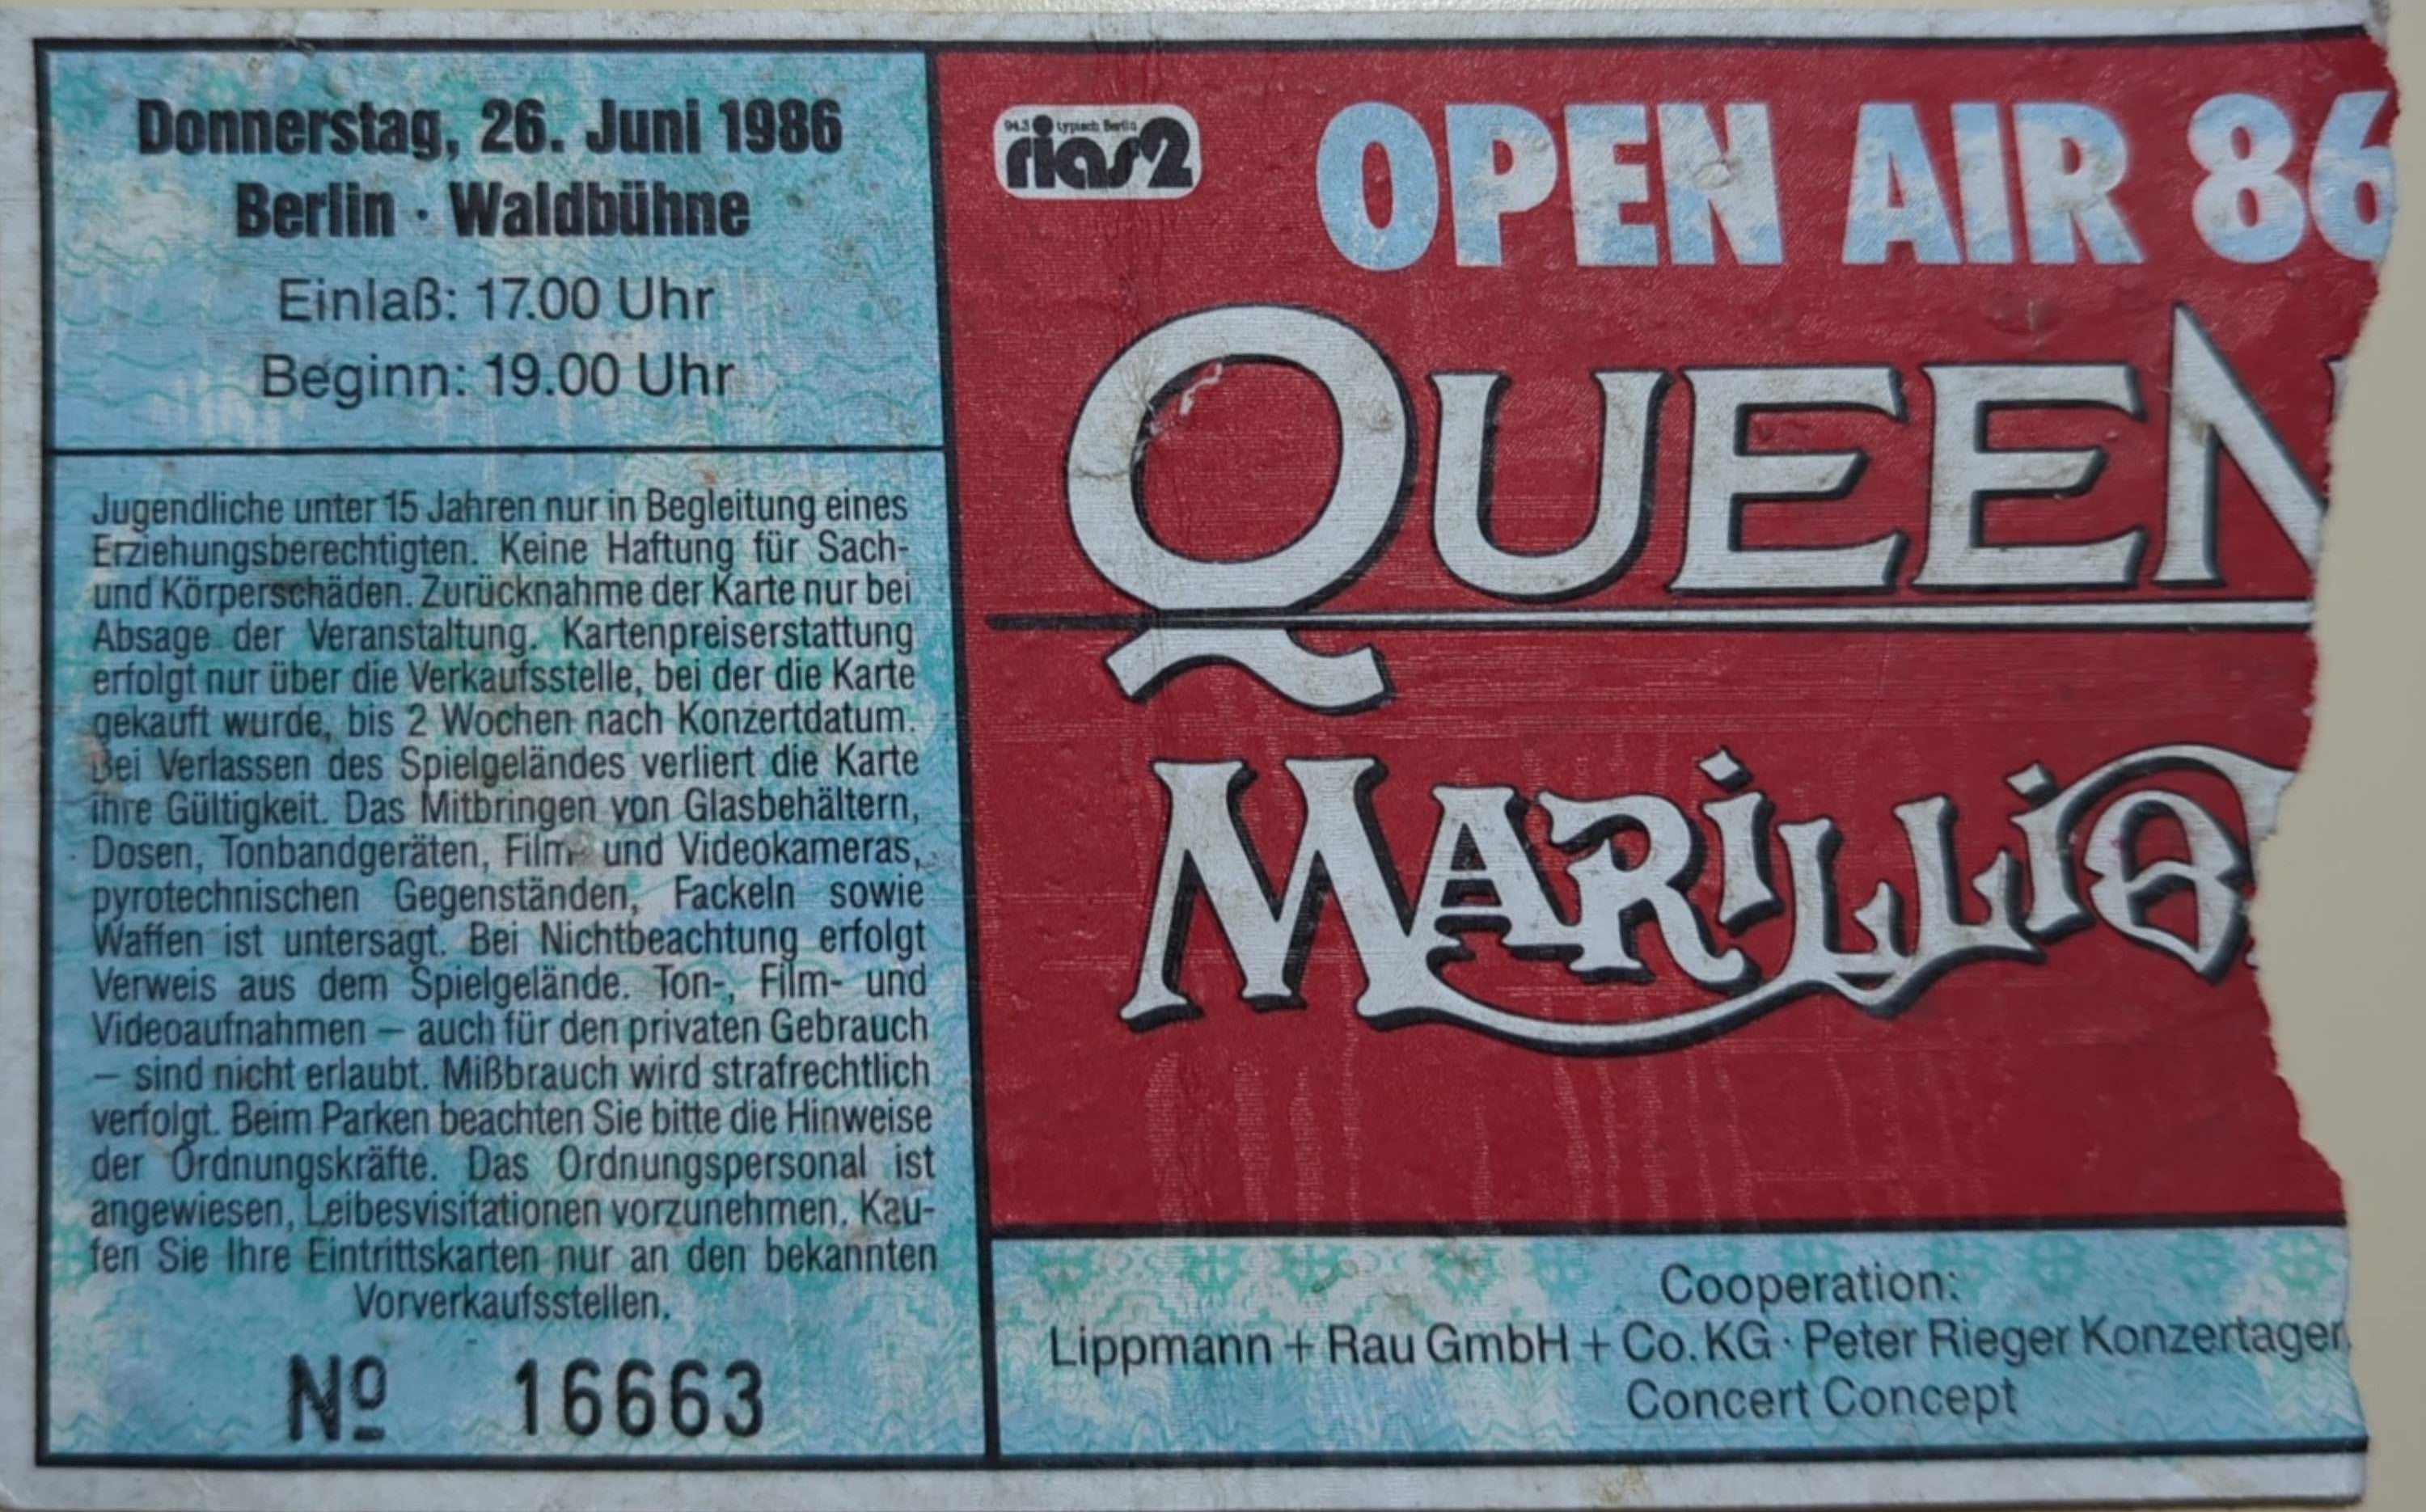 Donnerstag, 26. Juni 1986
Berlin · Waldbühne
Einlaß: 17.00 Uhr
Beginn: 19.00 Uhr
Jugendliche unter 15 Jahren nur in Begleitung eines
Erziehungsberechtigten. Keine Haftung für Sach-
und Körperschäden. Zurücknahme der Karte nur bei
Absage der Veranstaltung. Kartenpreiserstattung
erfolgt nur über die Verkaufsstelle, bei der die Karte
gekauft wurde, bis 2 Wochen nach Konzertdatum.
Bei Verlassen des Spielgeländes verliert die Karte
ihre Gültigkeit. Das Mitbringen von Glasbehältern,
Dosen, Tonbandgeräten, Film- und Videokameras,
pyrotechnischen Gegenständen, Fackeln sowie
Waffen ist untersagt. Bei Nichtbeachtung erfolgt
Verweis aus dem Spielgelände. Ton-, Film- und
Videoaufnahmen – auch für den privaten Gebrauch
– sind nicht erlaubt. Mißbrauch wird strafrechtlich
verfolgt. Beim Parken beachten Sie bitte die Hinweise
der Ordnungskräfte. Das Ordnungspersonal ist
angewiesen, Leibesvisitationen vorzunehmen. Kau-
fen Sie Ihre Eintrittskarten nur an den bekannten
Vorverkaufsstellen.
Nº 16663
94.3 typisch Berlin
rias2
OPEN AIR 86
QUEEN
MARILLIO
Cooperation:
Lippmann + Rau GmbH + Co. KG · Peter Rieger Konzertager
Concert Concept